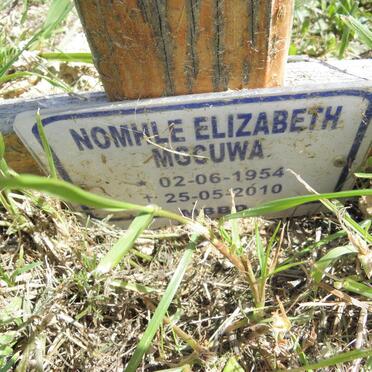 NOMHLE ELIZABETH
MGCUWA
* 02-06-1954
+ 25-05-2010